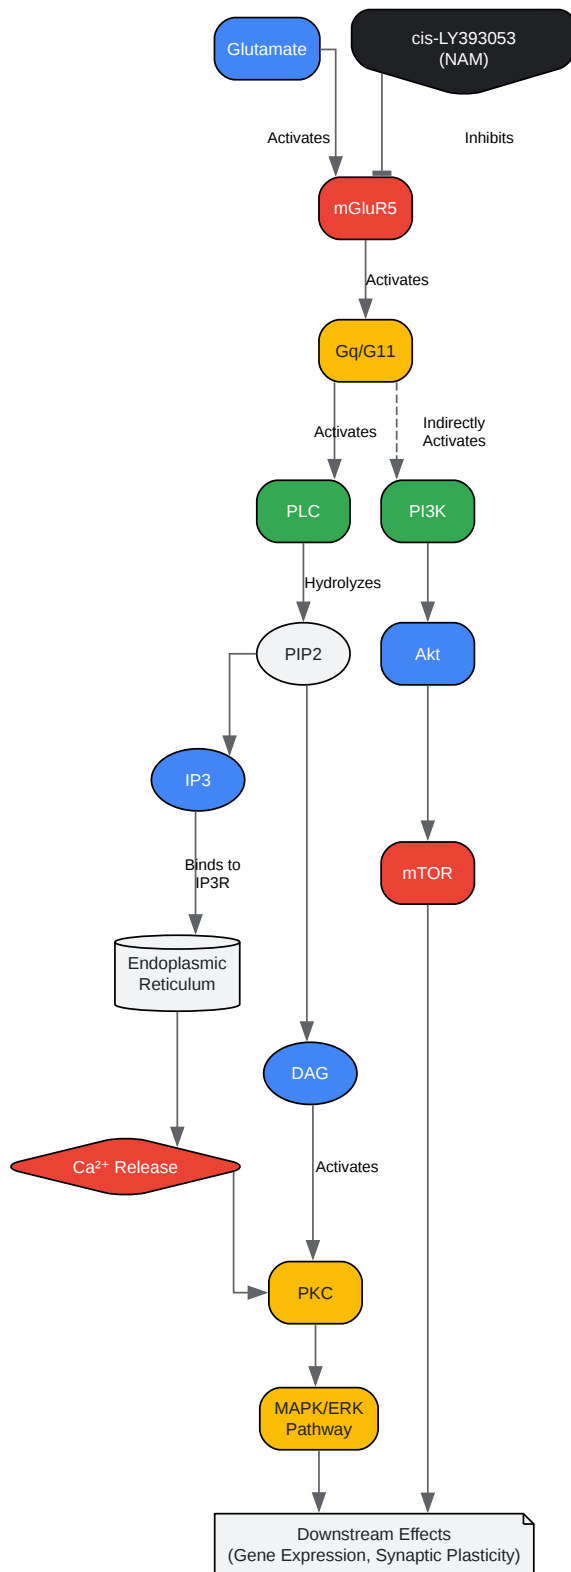 Glutamate
cis-LY393053
(NAM)
Activates
Inhibits
mGluR5
Activates
Gq/G11
Activates
Indirectly
Activates
PLC
PI3K
Hydrolyzes
PIP2
Akt
IP3
Binds to
IP3R
mTOR
Endoplasmic
Reticulum
DAG
Ca²⁺ Release
Activates
PKC
MAPK/ERK
Pathway
Downstream Effects
(Gene Expression, Synaptic Plasticity)